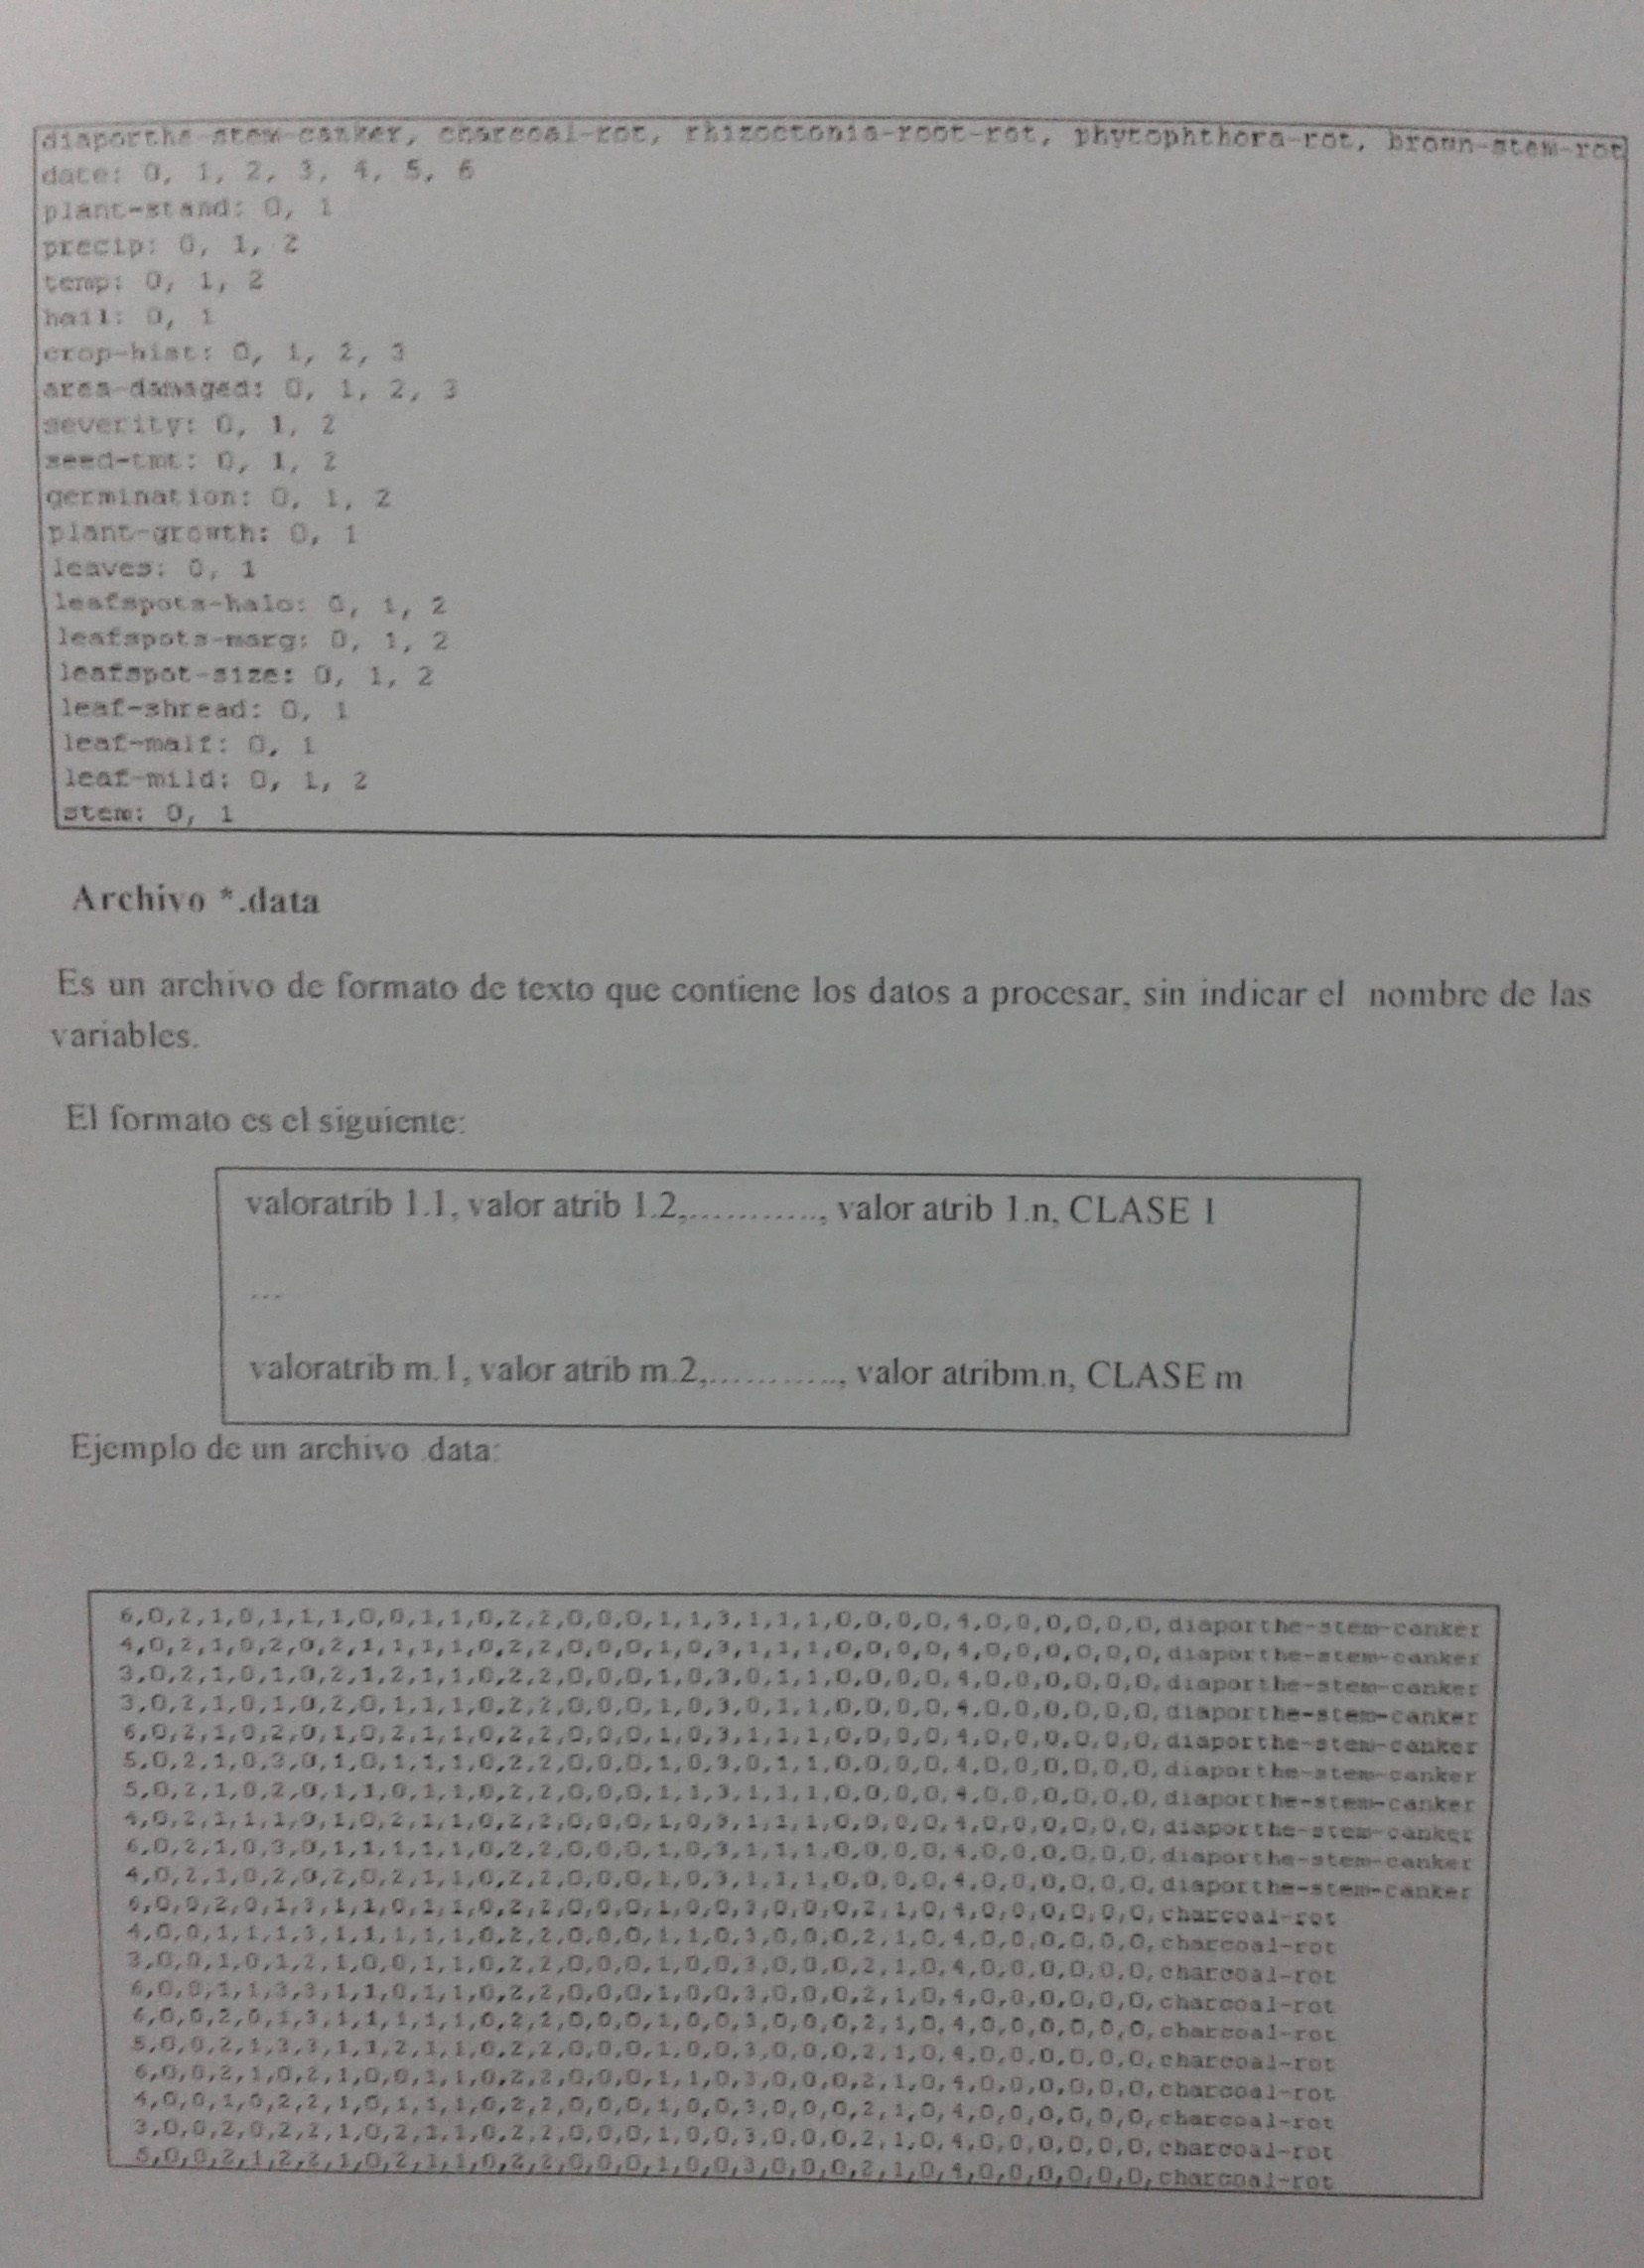 diaporthe-stem-canker, charcoal-rot, rhizoctonia-root-rot, phytophthora-rot, brown-stem-rot
date: 0, 1, 2, 3, 4, 5, 6
plant-stand: 0, 1
precip: 0, 1, 2
temp: 0, 1, 2
hail: 0, 1
crop-hist: 0, 1, 2, 3
area-damaged: 0, 1, 2, 3
severity: 0, 1, 2
seed-tmt: 0, 1, 2
germination: 0, 1, 2
plant-growth: 0, 1
leaves: 0, 1
leafspots-halo: 0, 1, 2
leafspots-marg: 0, 1, 2
leafspot-size: 0, 1, 2
leaf-shread: 0, 1
leaf-malf: 0, 1
leaf-mild: 0, 1, 2
stem: 0, 1
Archivo *.data
Es un archivo de formato de texto que contiene los datos a procesar, sin indicar el nombre de las
variables.
El formato es el siguiente:
valoratrib 1.1, valor atrib 1.2,............, valor atrib 1.n, CLASE 1
...
valoratrib m.1, valor atrib m.2,............, valor atribm.n, CLASE m
Ejemplo de un archivo .data:
6,0,2,1,0,1,1,1,0,0,1,1,0,2,2,0,0,0,1,1,3,1,1,1,0,0,0,0,4,0,0,0,0,0,0,diaporthe-stem-canker
4,0,2,1,0,2,0,2,1,1,1,1,0,2,2,0,0,0,1,0,3,1,1,1,0,0,0,0,4,0,0,0,0,0,0,diaporthe-stem-canker
3,0,2,1,0,1,0,2,1,2,1,1,0,2,2,0,0,0,1,0,3,0,1,1,0,0,0,0,4,0,0,0,0,0,0,diaporthe-stem-canker
3,0,2,1,0,1,0,2,0,1,1,1,0,2,2,0,0,0,1,0,3,0,1,1,0,0,0,0,4,0,0,0,0,0,0,diaporthe-stem-canker
6,0,2,1,0,2,0,1,0,2,1,1,0,2,2,0,0,0,1,0,3,1,1,1,0,0,0,0,4,0,0,0,0,0,0,diaporthe-stem-canker
5,0,2,1,0,3,0,1,0,1,1,1,0,2,2,0,0,0,1,0,3,0,1,1,0,0,0,0,4,0,0,0,0,0,0,diaporthe-stem-canker
5,0,2,1,0,2,0,1,1,0,1,1,0,2,2,0,0,0,1,1,3,1,1,1,0,0,0,0,4,0,0,0,0,0,0,diaporthe-stem-canker
4,0,2,1,1,1,0,1,0,2,1,1,0,2,2,0,0,0,1,0,3,1,1,1,0,0,0,0,4,0,0,0,0,0,0,diaporthe-stem-canker
6,0,2,1,0,3,0,1,1,1,1,1,0,2,2,0,0,0,1,0,3,1,1,1,0,0,0,0,4,0,0,0,0,0,0,diaporthe-stem-canker
4,0,2,1,0,2,0,2,0,2,1,1,0,2,2,0,0,0,1,0,3,1,1,1,0,0,0,0,4,0,0,0,0,0,0,diaporthe-stem-canker
6,0,0,2,0,1,3,1,1,0,1,1,0,2,2,0,0,0,1,0,0,3,0,0,0,2,1,0,4,0,0,0,0,0,0,charcoal-rot
4,0,0,1,1,1,3,1,1,1,1,1,0,2,2,0,0,0,1,1,0,3,0,0,0,2,1,0,4,0,0,0,0,0,0,charcoal-rot
3,0,0,1,0,1,2,1,0,0,1,1,0,2,2,0,0,0,1,0,0,3,0,0,0,2,1,0,4,0,0,0,0,0,0,charcoal-rot
6,0,0,1,1,3,3,1,1,0,1,1,0,2,2,0,0,0,1,0,0,3,0,0,0,2,1,0,4,0,0,0,0,0,0,charcoal-rot
6,0,0,2,0,1,3,1,1,1,1,1,0,2,2,0,0,0,1,0,0,3,0,0,0,2,1,0,4,0,0,0,0,0,0,charcoal-rot
5,0,0,2,1,3,3,1,1,2,1,1,0,2,2,0,0,0,1,0,0,3,0,0,0,2,1,0,4,0,0,0,0,0,0,charcoal-rot
6,0,0,2,1,0,2,1,0,0,1,1,0,2,2,0,0,0,1,1,0,3,0,0,0,2,1,0,4,0,0,0,0,0,0,charcoal-rot
4,0,0,1,0,2,2,1,0,1,1,1,0,2,2,0,0,0,1,0,0,3,0,0,0,2,1,0,4,0,0,0,0,0,0,charcoal-rot
3,0,0,2,0,2,2,1,0,2,1,1,0,2,2,0,0,0,1,0,0,3,0,0,0,2,1,0,4,0,0,0,0,0,0,charcoal-rot
5,0,0,2,1,2,2,1,0,2,1,1,0,2,2,0,0,0,1,0,0,3,0,0,0,2,1,0,4,0,0,0,0,0,0,charcoal-rot